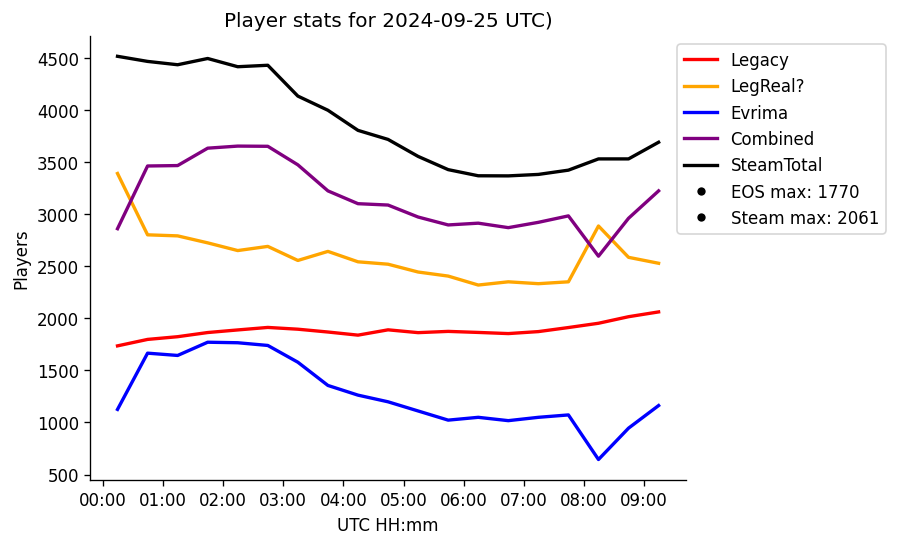 Player stats for 2024-09-25 UTC)
Legacy
LegReal?
Evrima
Combined
SteamTotal
EOS max: 1770
Steam max: 2061
Players
4500
4000
3500
3000
2500
2000
1500
1000
500
00:00 01:00 02:00 03:00 04:00 05:00 06:00 07:00 08:00 09:00
UTC HH:mm